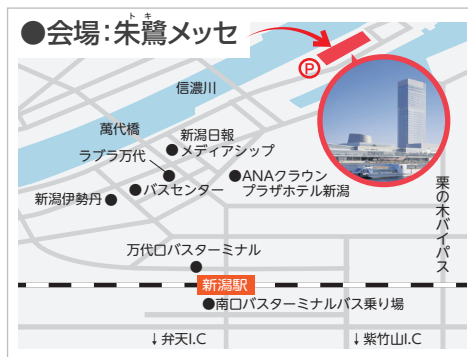 ●会場：朱鷺メッセ
トキ
P
信濃川
萬代橋
新潟日報
メディアシップ
ラブラ万代
バスセンター
ANAクラウン
プラザホテル新潟
新潟伊勢丹
栗の木バイパス
万代口バスターミナル
新潟駅
南口バスターミナルバス乗り場
↓弁天I.C
↓紫竹山I.C